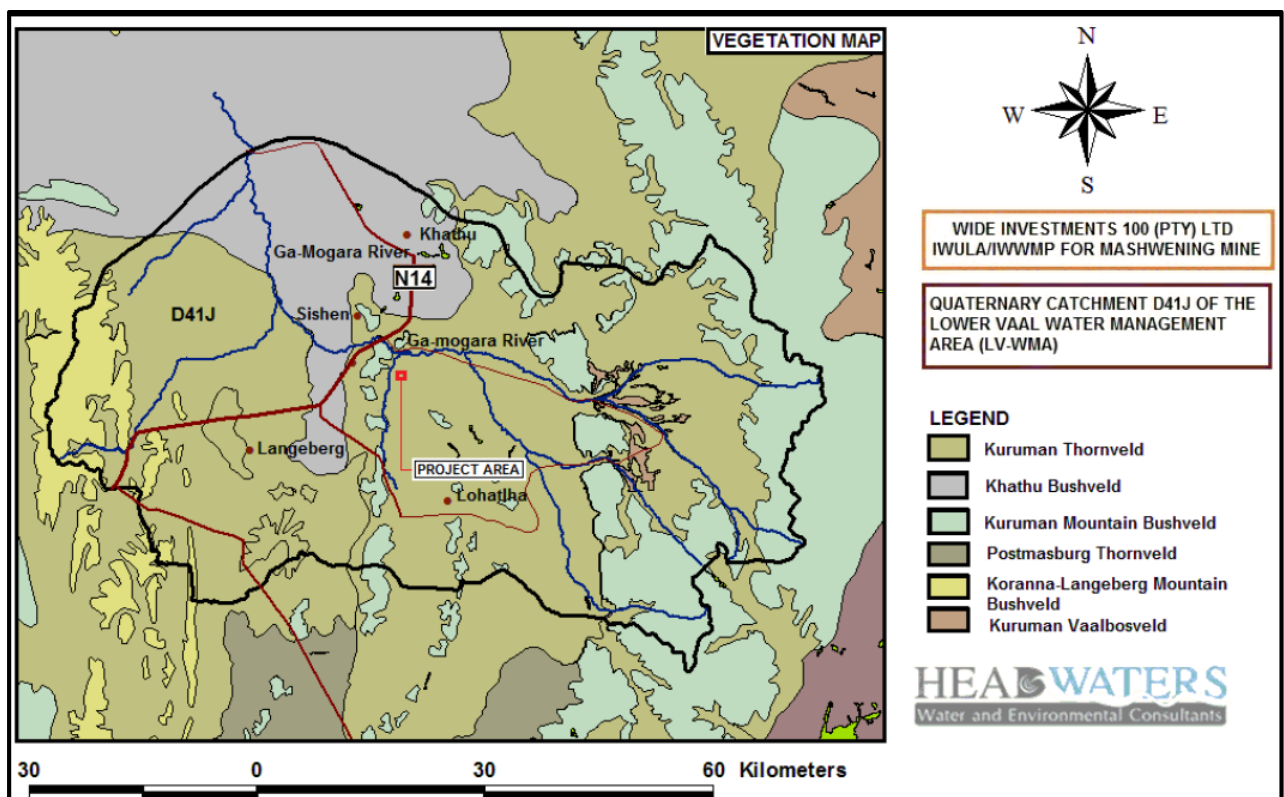 VEGETATION MAP
N
W
E
S
WIDE INVESTMENTS 100 (PTY) LTD
IWULA/IWWMP FOR MASHWENING MINE
QUATERNARY CATCHMENT D41J OF THE
LOWER VAAL WATER MANAGEMENT
AREA (LV-WMA)
Khathu
Ga-Mogara River
N14
D41J
Sishen
Ga-mogara River
Langeberg
PROJECT AREA
Lohatlha
LEGEND
Kuruman Thornveld
Khathu Bushveld
Kuruman Mountain Bushveld
Postmasburg Thornveld
Koranna-Langeberg Mountain
Bushveld
Kuruman Vaalbosveld
HEADWATERS
Water and Environmental Consultants
30 0 30 60 Kilometers